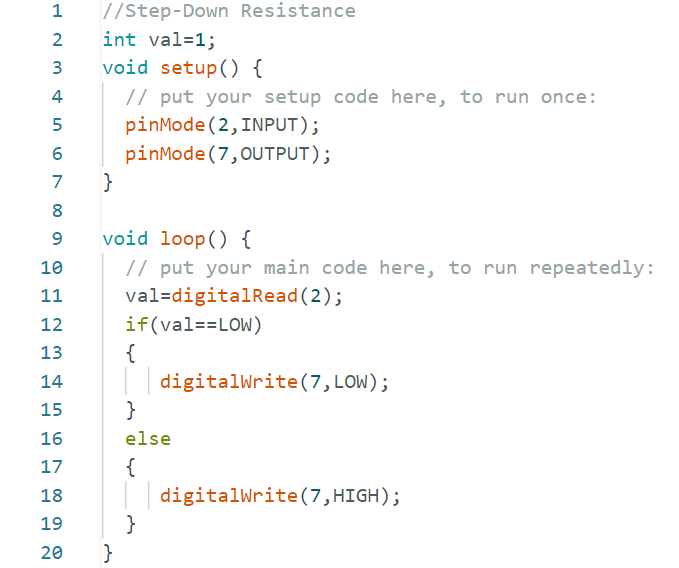 1 //Step-Down Resistance
2 int val=1;
3 void setup() {
4   // put your setup code here, to run once:
5   pinMode(2,INPUT);
6   pinMode(7,OUTPUT);
7 }
8
9 void loop() {
10   // put your main code here, to run repeatedly:
11   val=digitalRead(2);
12   if(val==LOW)
13   {
14      digitalWrite(7,LOW);
15   }
16   else
17   {
18      digitalWrite(7,HIGH);
19   }
20 }